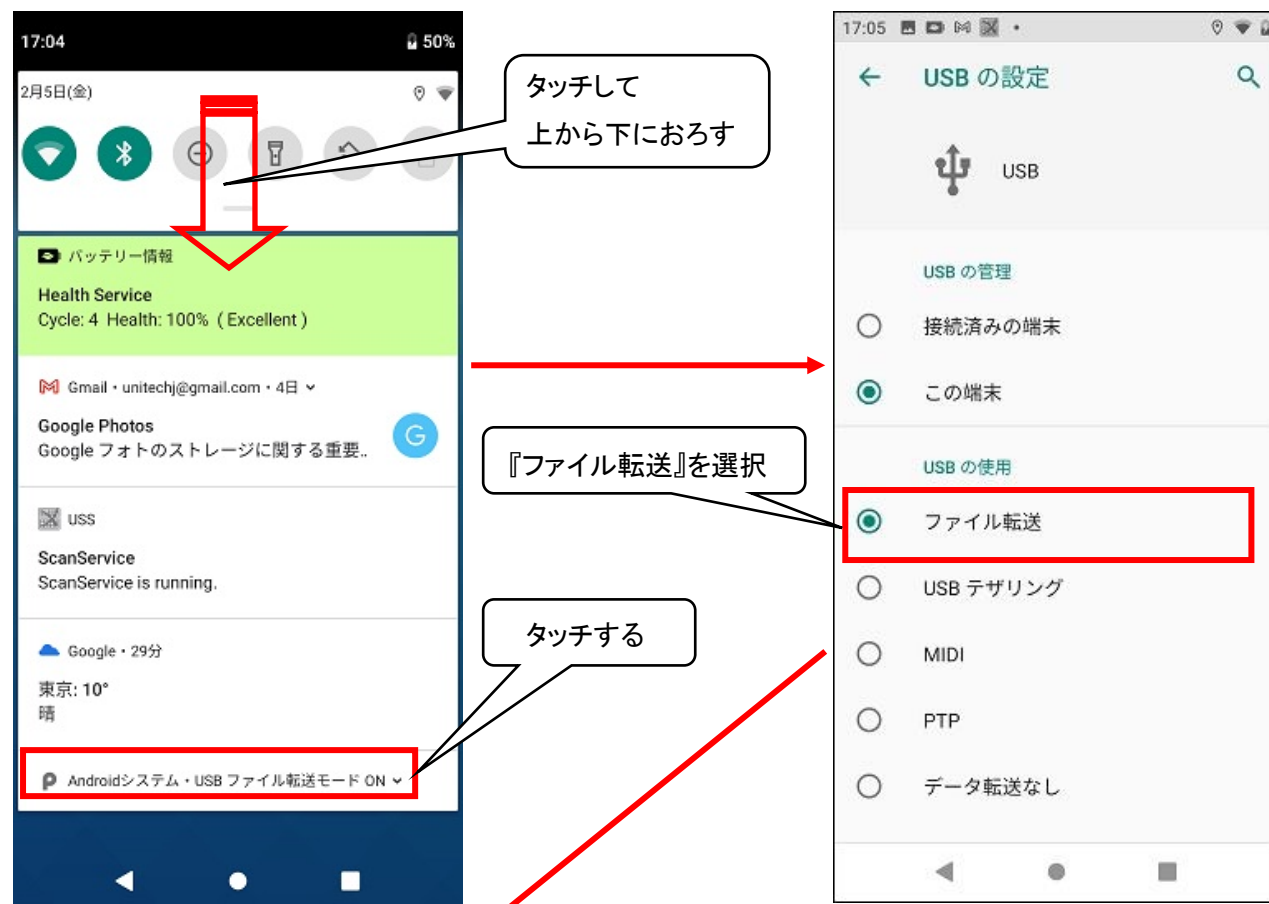 17:04
50%
2月5日(金)
タッチして
上から下におろす
バッテリー情報
Health Service
Cycle: 4 Health: 100% ( Excellent )
Gmail・unitechj@gmail.com・4日
Google Photos
Google フォトのストレージに関する重要..
G
USS
ScanService
ScanService is running.
Google・29分
東京: 10°
晴
Androidシステム・USB ファイル転送モード ON
『ファイル転送』を選択
タッチする
17:05
USB の設定
USB
USB の管理
接続済みの端末
この端末
USB の使用
ファイル転送
USB テザリング
MIDI
PTP
データ転送なし